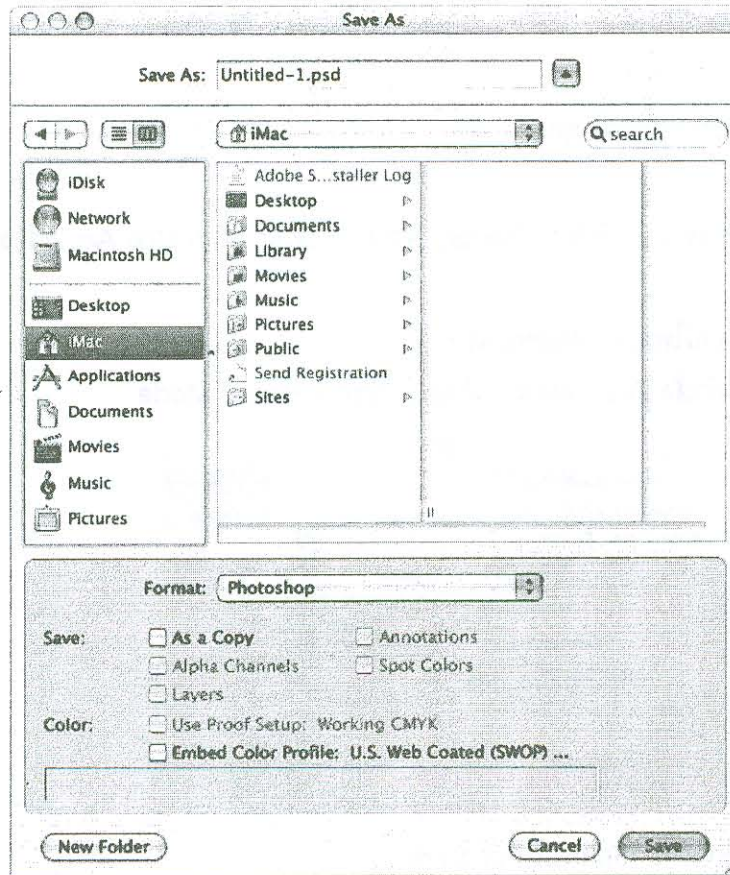 Save As
Save As: Untitled-1.psd
iMac
search
iDisk
Network
Macintosh HD
Desktop
iMac
Applications
Documents
Movies
Music
Pictures
Adobe S...staller Log
Desktop
Documents
Library
Movies
Music
Pictures
Public
Send Registration
Sites
Format: Photoshop
Save: As a Copy Annotations
Alpha Channels Spot Colors
Layers
Color: Use Proof Setup: Working CMYK
Embed Color Profile: U.S. Web Coated (SWOP) ...
New Folder Cancel Save